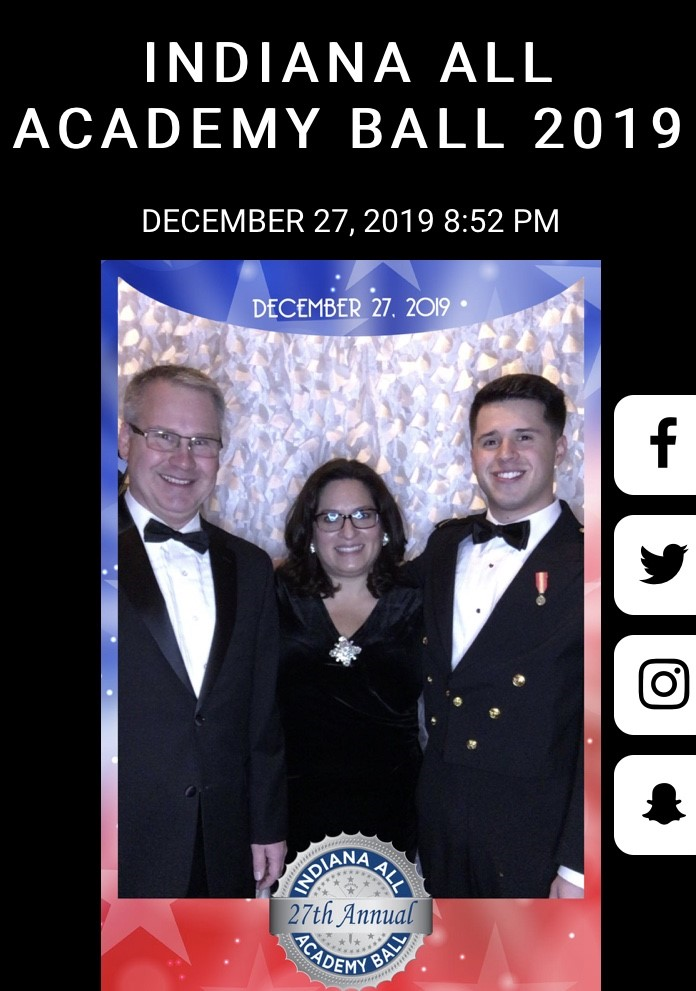 INDIANA ALL
ACADEMY BALL 2019
DECEMBER 27, 2019 8:52 PM
DECEMBER 27, 2019
INDIANA ALL
27th Annual
ACADEMY BALL